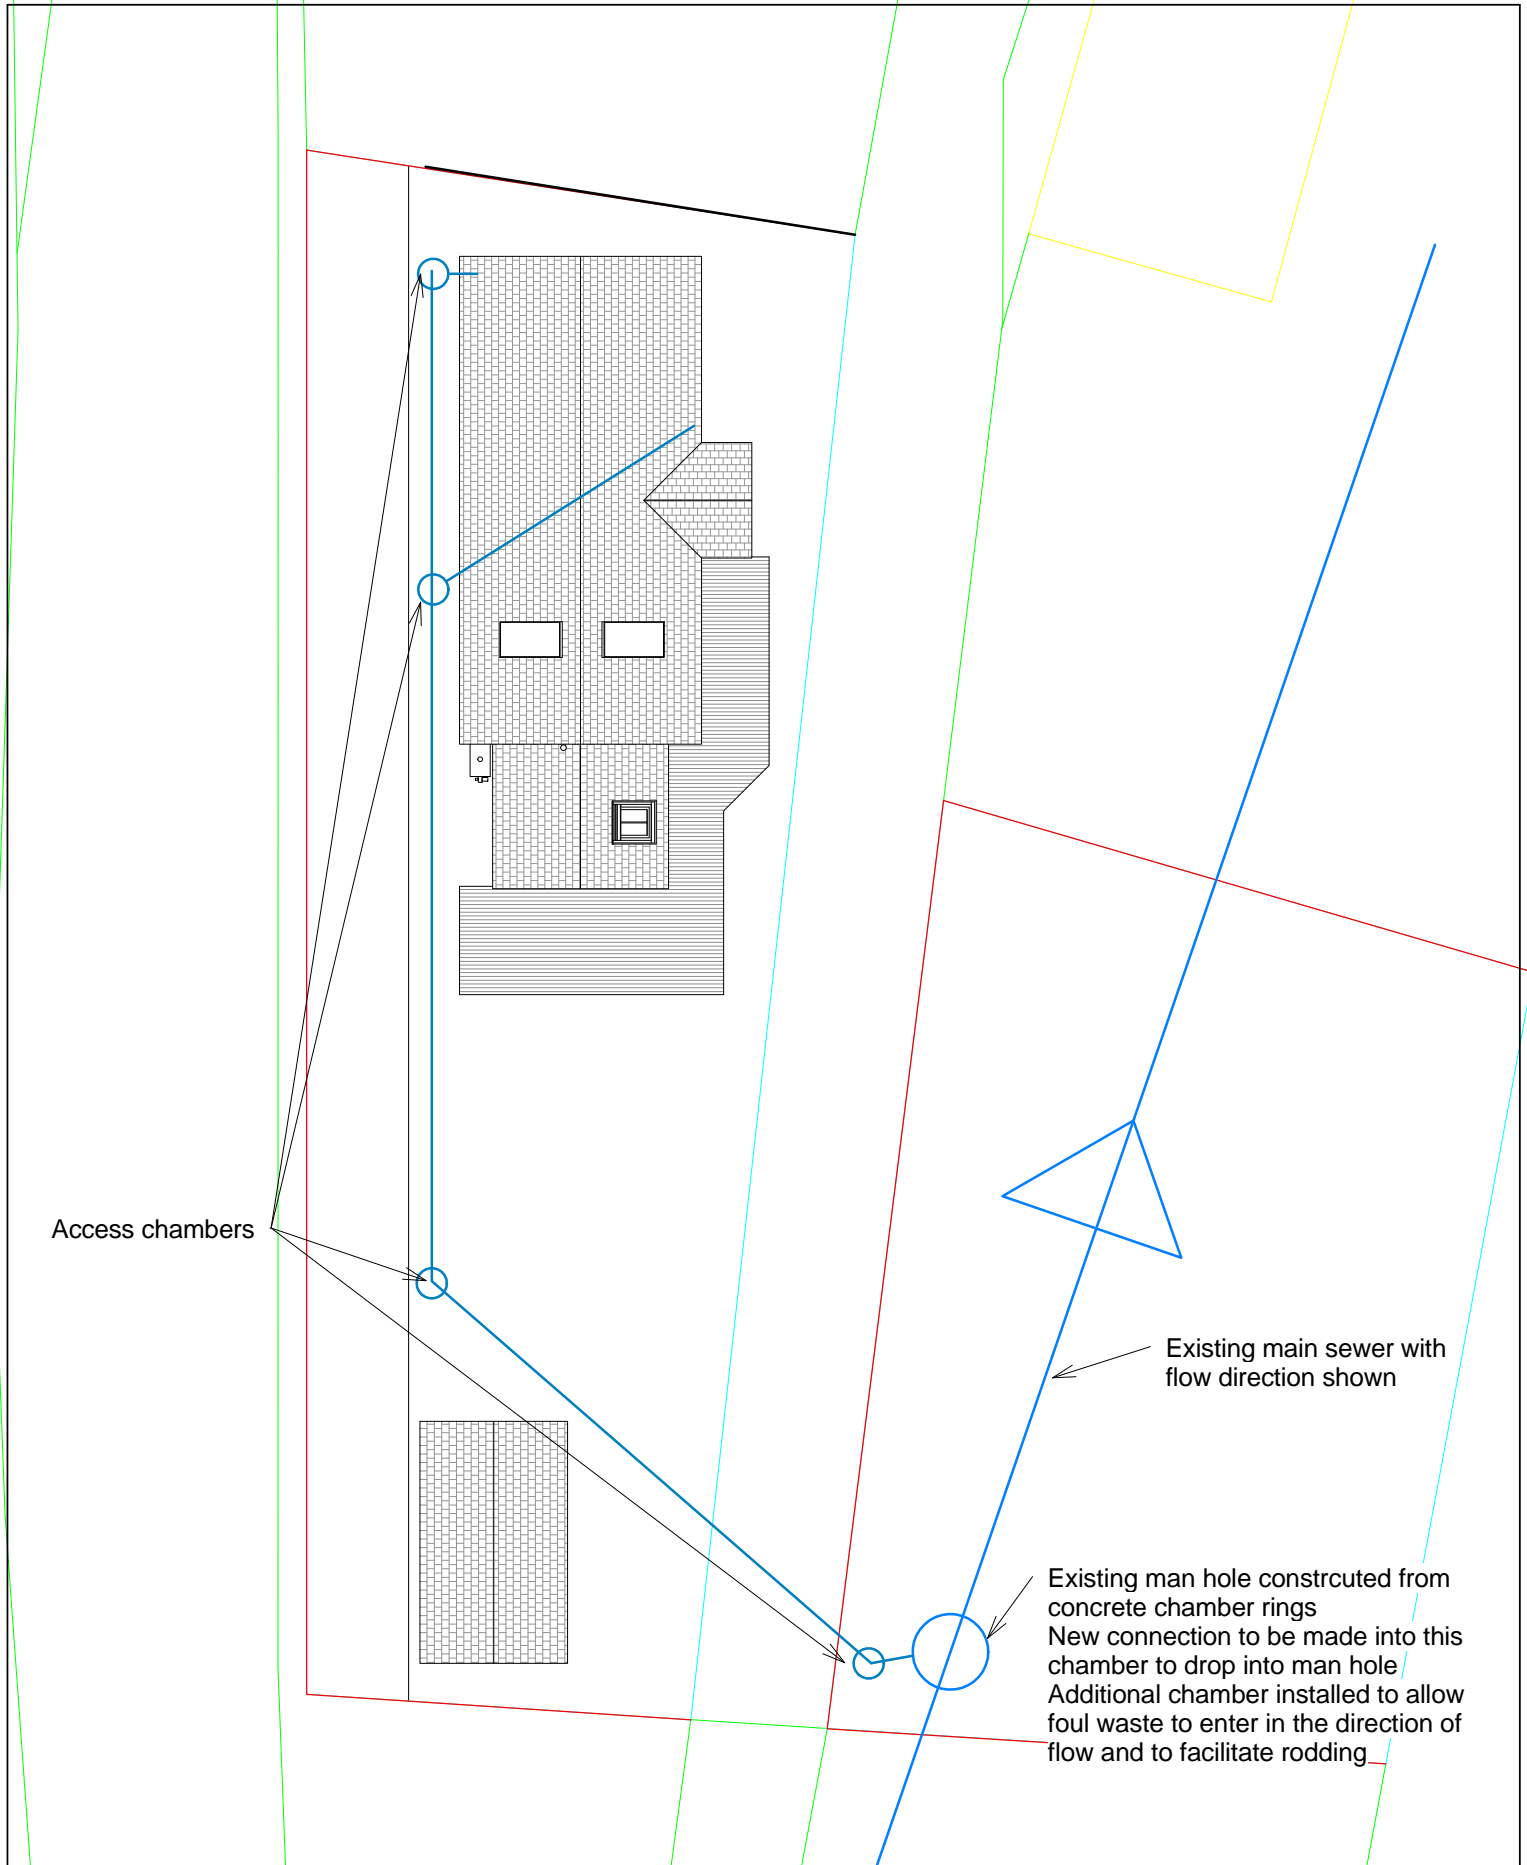 Access chambers
Existing main sewer with
flow direction shown
Existing man hole constrcuted from
concrete chamber rings
New connection to be made into this
chamber to drop into man hole
Additional chamber installed to allow
foul waste to enter in the direction of
flow and to facilitate rodding